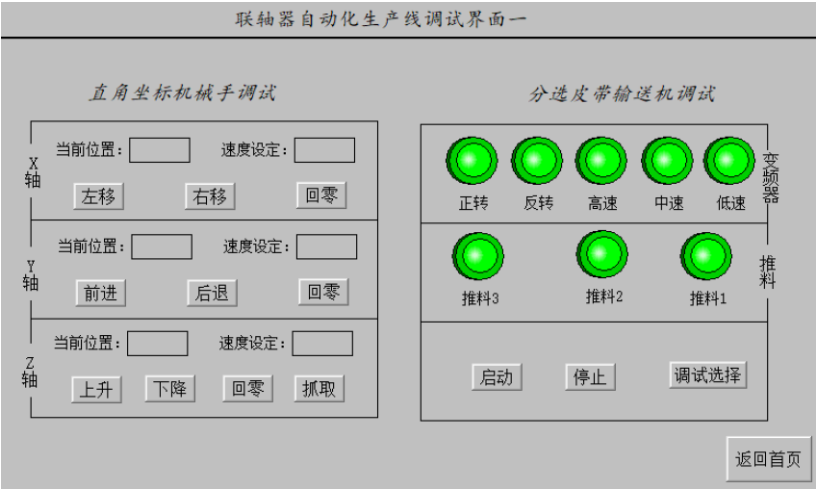 联轴器自动化生产线调试界面一
直角坐标机械手调试
X轴
当前位置： 速度设定：
左移 右移 回零
Y轴
当前位置： 速度设定：
前进 后退 回零
Z轴
当前位置： 速度设定：
上升 下降 回零 抓取
分选皮带输送机调试
正转 反转 高速 中速 低速
变频器
推料3 推料2 推料1
推料
启动 停止 调试选择
返回首页